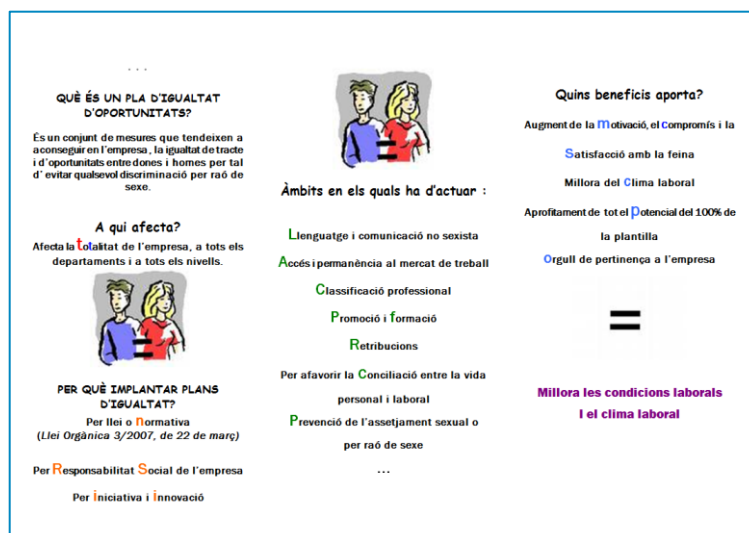 ...
QUÈ ÉS UN PLA D'IGUALTAT
D'OPORTUNITATS?
És un conjunt de mesures que tendeixen a
aconseguir en l'empresa, la igualtat de tracte
i d'oportunitats entre dones i homes per tal
d' evitar qualsevol discriminació per raó de
sexe.
A qui afecta?
Afecta la totalitat de l'empresa, a tots els
departaments i a tots els nivells.
=
PER QUÈ IMPLANTAR PLANS
D'IGUALTAT?
Per llei o normativa
(Llei Orgànica 3/2007, de 22 de març)
Per Responsabilitat Social de l'empresa
Per iniciativa i innovació
=
Àmbits en els quals ha d'actuar :
Llenguatge i comunicació no sexista
Accés i permanència al mercat de treball
Classificació professional
Promoció i formació
Retribucions
Per afavorir la Conciliació entre la vida
personal i laboral
Prevenció de l'assetjament sexual o
per raó de sexe
...
Quins beneficis aporta?
Augment de la motivació, el compromís i la
Satisfacció amb la feina
Millora del Clima laboral
Aprofitament de tot el potencial del 100% de
la plantilla
Orgull de pertinença a l'empresa
=
Millora les condicions laborals
I el clima laboral